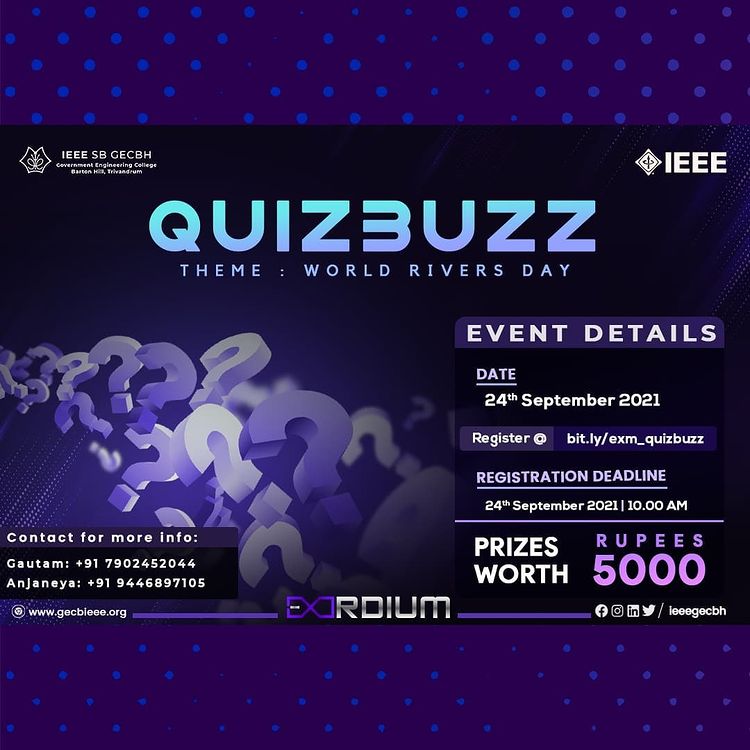 IEEE SB GECBH
Government Engineering College
Barton Hill, Trivandrum
IEEE
QUIZBUZZ
THEME : WORLD RIVERS DAY
EVENT DETAILS
DATE
24th September 2021
Register @ bit.ly/exm_quizbuzz
REGISTRATION DEADLINE
24th September 2021 | 10.00 AM
PRIZES WORTH
RUPEES
5000
Contact for more info:
Gautam: +91 7902452044
Anjaneya: +91 9446897105
www.gecbieee.org
EXORDIUM
/ ieeegecbh